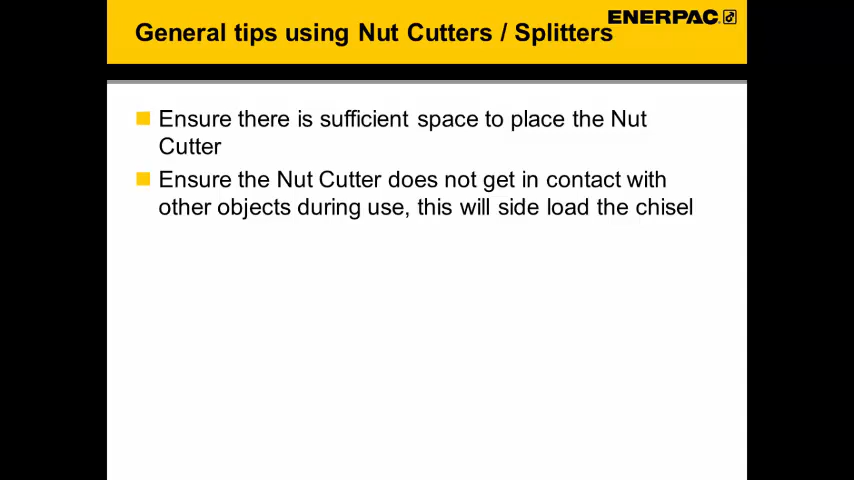 ENERPAC
General tips using Nut Cutters / Splitters
Ensure there is sufficient space to place the Nut
Cutter
Ensure the Nut Cutter does not get in contact with
other objects during use, this will side load the chisel